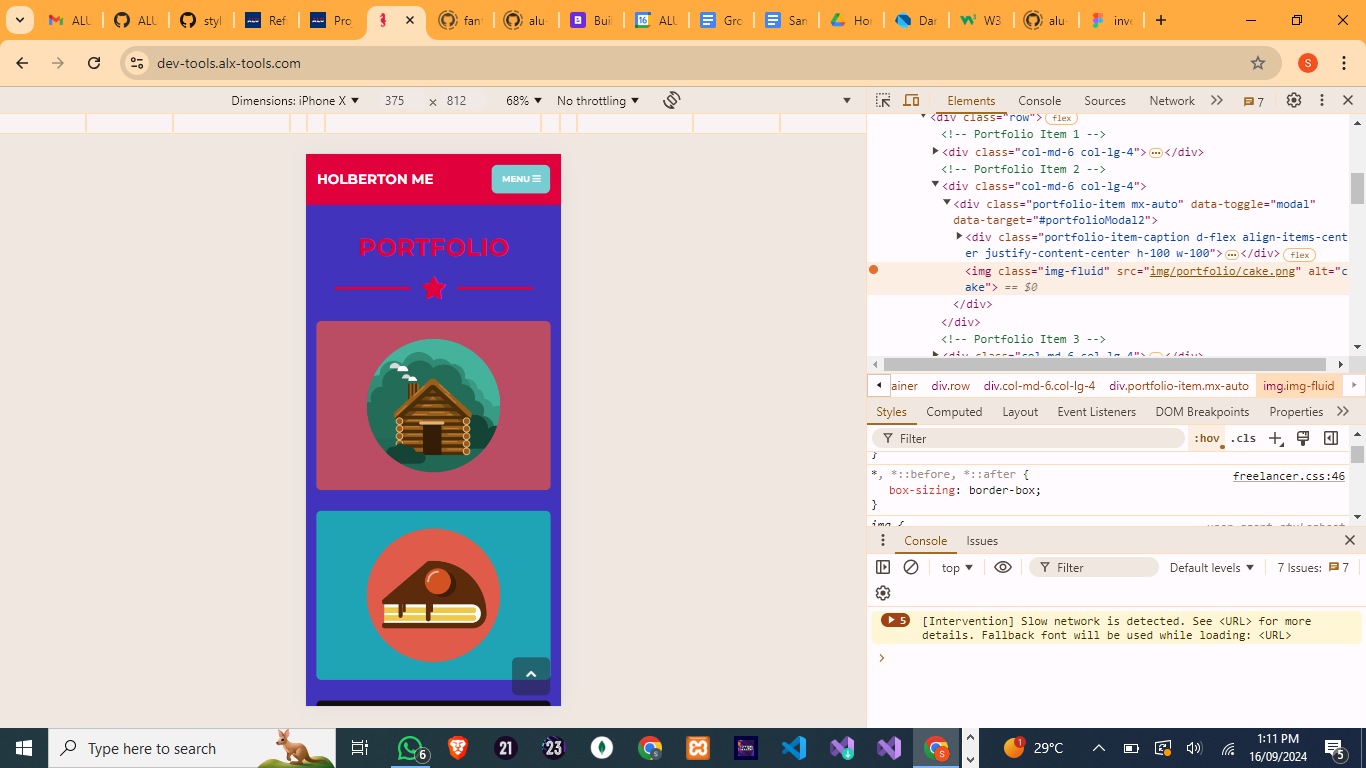 ALU
ALU
styl
Ref
Pro
fant
alu-
Buil
ALU
Gro
San
Hor
Dar
W3
alu-
inve
dev-tools.alx-tools.com
S
Dimensions: iPhone X 375 × 812 68% No throttling
Elements Console Sources Network 7
HOLBERTON ME
MENU
PORTFOLIO
<div class="row"> flex
<!-- Portfolio Item 1 -->
<div class="col-md-6 col-lg-4"> ⋯ </div>
<!-- Portfolio Item 2 -->
<div class="col-md-6 col-lg-4">
<div class="portfolio-item mx-auto" data-toggle="modal"
data-target="#portfolioModal2">
<div class="portfolio-item-caption d-flex align-items-cent
er justify-content-center h-100 w-100"> ⋯ </div> flex
<img class="img-fluid" src="img/portfolio/cake.png" alt="c
ake"> == $0
</div>
</div>
<!-- Portfolio Item 3 -->
<div class="col-md-6 col-lg-4"> ⋯ </div>
ainer div.row div.col-md-6.col-lg-4 div.portfolio-item.mx-auto img.img-fluid
Styles Computed Layout Event Listeners DOM Breakpoints Properties
Filter :hov .cls
}
*, *::before, *::after { freelancer.css:46
box-sizing: border-box;
}
img { user agent stylesheet
Console Issues
top Filter Default levels 7 Issues: 7
5 [Intervention] Slow network is detected. See <URL> for more
details. Fallback font will be used while loading: <URL>
Type here to search
6
21
23
S
1
29°C
1:11 PM
16/09/2024
5